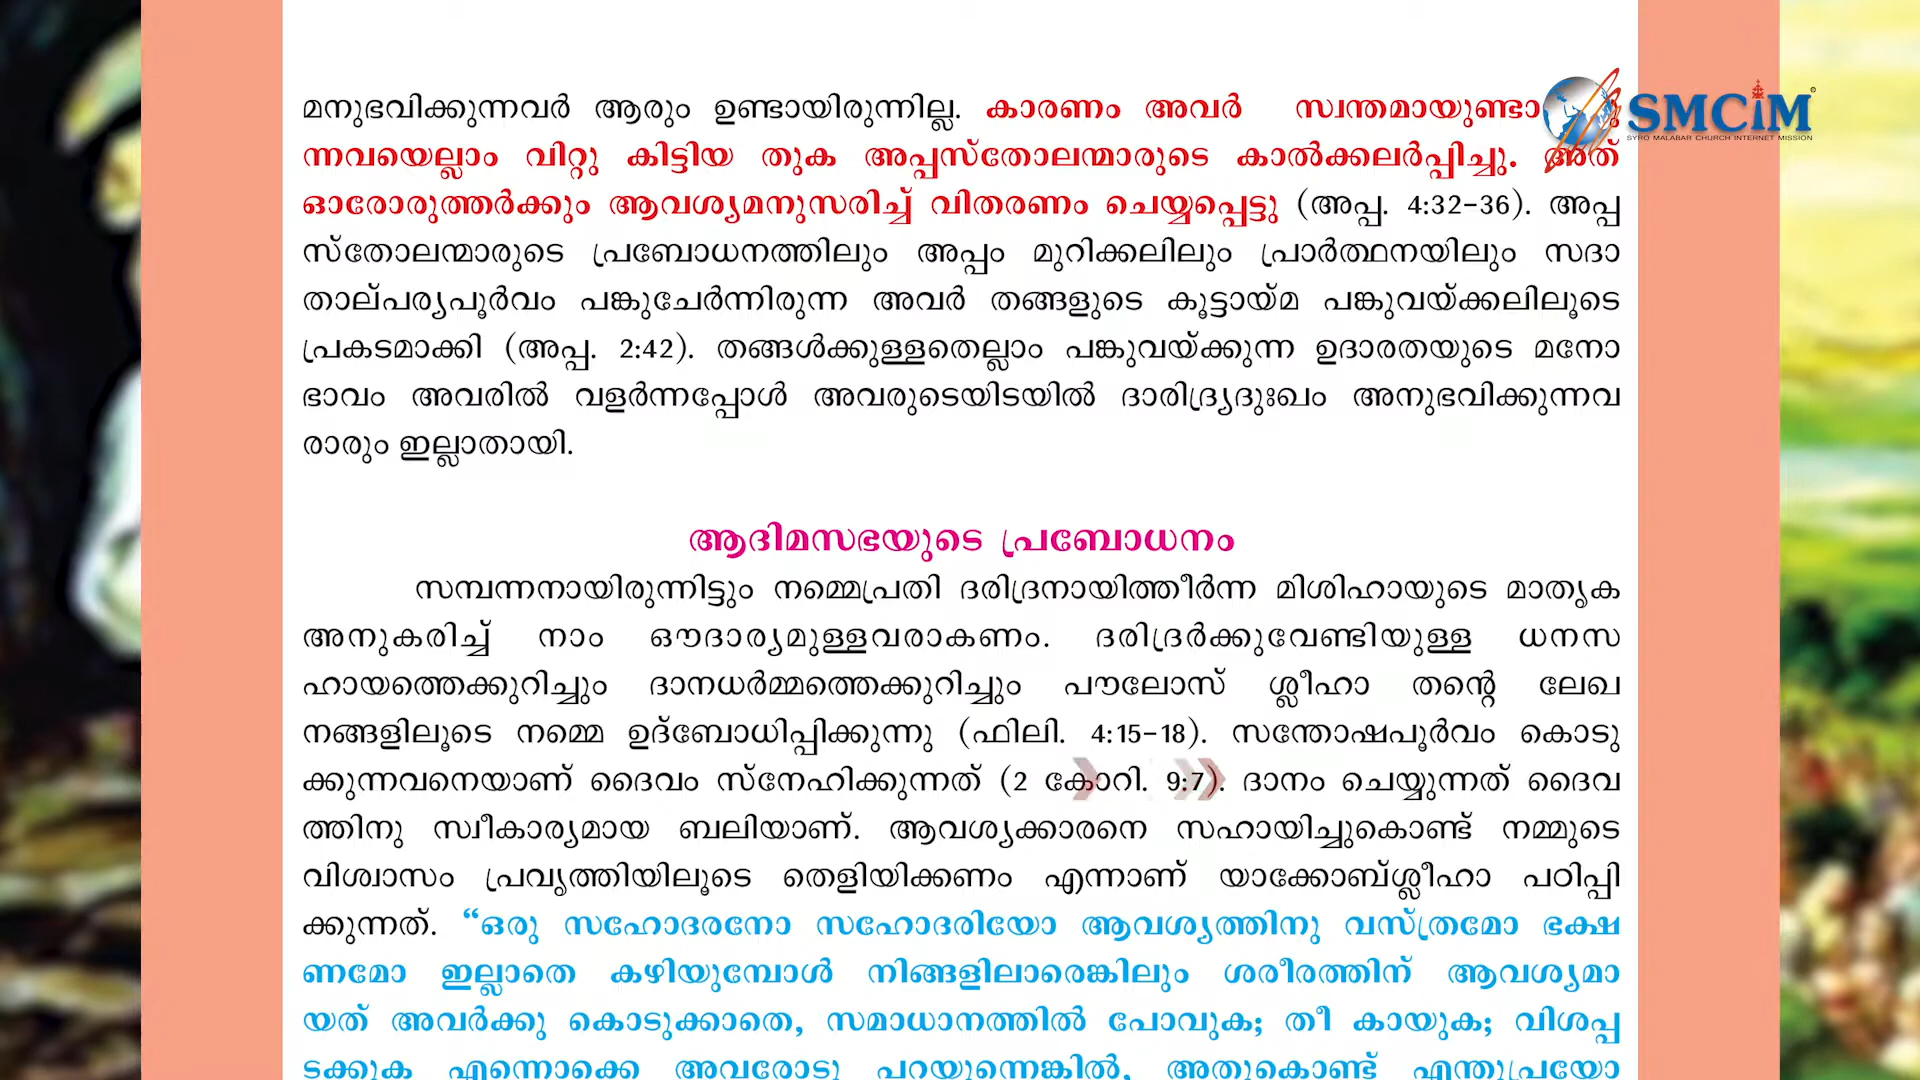 മനുഭവിക്കുന്നവർ ആരും ഉണ്ടായിരുന്നില്ല. കാരണം അവർ സ്വന്തമായുണ്ടാ
ന്നവയെല്ലാം വിറ്റു കിട്ടിയ തുക അപ്പസ്തോലന്മാരുടെ കാൽക്കലർപ്പിച്ചു. അത്
ഓരോരുത്തർക്കും ആവശ്യമനുസരിച്ച് വിതരണം ചെയ്യപ്പെട്ടു (അപ്പ. 4:32-36). അപ്പ
സ്തോലന്മാരുടെ പ്രബോധനത്തിലും അപ്പം മുറിക്കലിലും പ്രാർത്ഥനയിലും സദാ
താല്പര്യപൂർവം പങ്കുചേർന്നിരുന്ന അവർ തങ്ങളുടെ കൂട്ടായ്മ പങ്കുവയ്ക്കലിലൂടെ
പ്രകടമാക്കി (അപ്പ. 2:42). തങ്ങൾക്കുള്ളതെല്ലാം പങ്കുവയ്ക്കുന്ന ഉദാരതയുടെ മനോ
ഭാവം അവരിൽ വളർന്നപ്പോൾ അവരുടെയിടയിൽ ദാരിദ്ര്യദുഃഖം അനുഭവിക്കുന്നവ
രാരും ഇല്ലാതായി.
ആദിമസഭയുടെ പ്രബോധനം
സമ്പന്നനായിരുന്നിട്ടും നമ്മെപ്രതി ദരിദ്രനായിത്തീർന്ന മിശിഹായുടെ മാതൃക
അനുകരിച്ച് നാം ഔദാര്യമുള്ളവരാകണം. ദരിദ്രർക്കുവേണ്ടിയുള്ള ധനസ
ഹായത്തെക്കുറിച്ചും ദാനധർമ്മത്തെക്കുറിച്ചും പൗലോസ് ശ്ലീഹാ തന്റെ ലേഖ
നങ്ങളിലൂടെ നമ്മെ ഉദ്ബോധിപ്പിക്കുന്നു (ഫിലി. 4:15-18). സന്തോഷപൂർവം കൊടു
ക്കുന്നവനെയാണ് ദൈവം സ്നേഹിക്കുന്നത് (2 കോറി. 9:7). ദാനം ചെയ്യുന്നത് ദൈവ
ത്തിനു സ്വീകാര്യമായ ബലിയാണ്. ആവശ്യക്കാരനെ സഹായിച്ചുകൊണ്ട് നമ്മുടെ
വിശ്വാസം പ്രവൃത്തിയിലൂടെ തെളിയിക്കണം എന്നാണ് യാക്കോബ്ശ്ലീഹാ പഠിപ്പി
ക്കുന്നത്. “ഒരു സഹോദരനോ സഹോദരിയോ ആവശ്യത്തിനു വസ്ത്രമോ ഭക്ഷ
ണമോ ഇല്ലാതെ കഴിയുമ്പോൾ നിങ്ങളിലാരെങ്കിലും ശരീരത്തിന് ആവശ്യമാ
യത് അവർക്കു കൊടുക്കാതെ, സമാധാനത്തിൽ പോവുക; തീ കായുക; വിശപ്പ
ടക്കുക എന്നൊക്കെ അവരോടു പറയുന്നെങ്കിൽ, അതുകൊണ്ട് എന്തുപ്രയോ
SMCIM
SYRO MALABAR CHURCH INTERNET MISSION